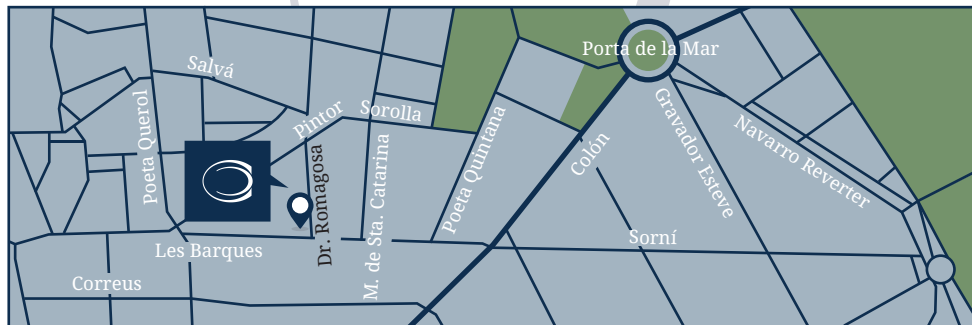 Porta de la Mar
Salvá
Pintor
Sorolla
Poeta Querol
Dr. Romagosa
M. de Sta. Catarina
Poeta Quintana
Colón
Gravador Esteve
Navarro Reverter
Les Barques
Sorní
Correus